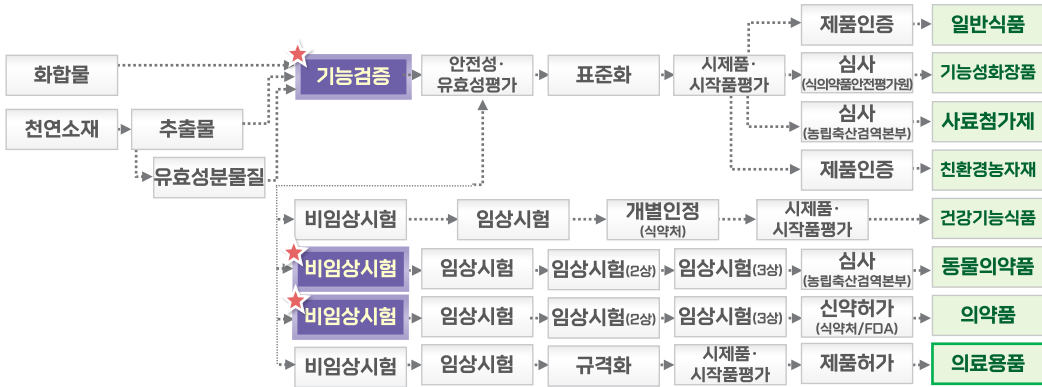 화합물
천연소재
추출물
유효성분물질
기능검증
안전성·
유효성평가
표준화
시제품·
시작품평가
제품인증
일반식품
심사
(식의약품안전평가원)
기능성화장품
심사
(농림축산검역본부)
사료첨가제
제품인증
친환경농자재
비임상시험
임상시험
개별인정
(식약처)
시제품·
시작품평가
건강기능식품
비임상시험
임상시험
임상시험(2상)
임상시험(3상)
심사
(농림축산검역본부)
동물의약품
비임상시험
임상시험
임상시험(2상)
임상시험(3상)
신약허가
(식약처/FDA)
의약품
비임상시험
임상시험
규격화
시제품·
시작품평가
제품허가
의료용품